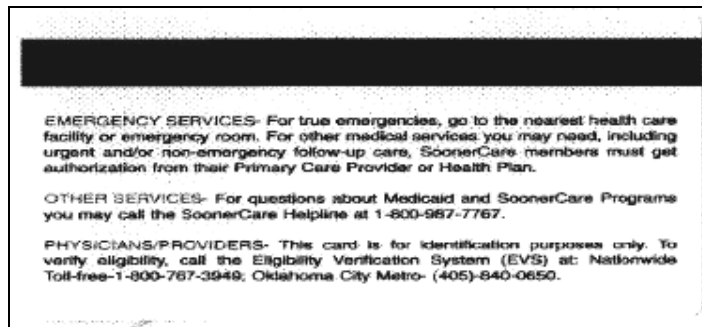 EMERGENCY SERVICES- For true emergencies, go to the nearest health care
facility or emergency room. For other medical services you may need, including
urgent and/or non-emergency follow-up care, SoonerCare members must get
authorization from their Primary Care Provider or Health Plan.
OTHER SERVICES- For questions about Medicaid and SoonerCare Programs
you may call the SoonerCare Helpline at 1-800-987-7767.
PHYSICIANS/PROVIDERS- This card is for identification purposes only. To
verify eligibility, call the Eligibility Verification System (EVS) at: Nationwide
Toll-free-1-800-767-3949; Oklahoma City Metro- (405)-840-0650.